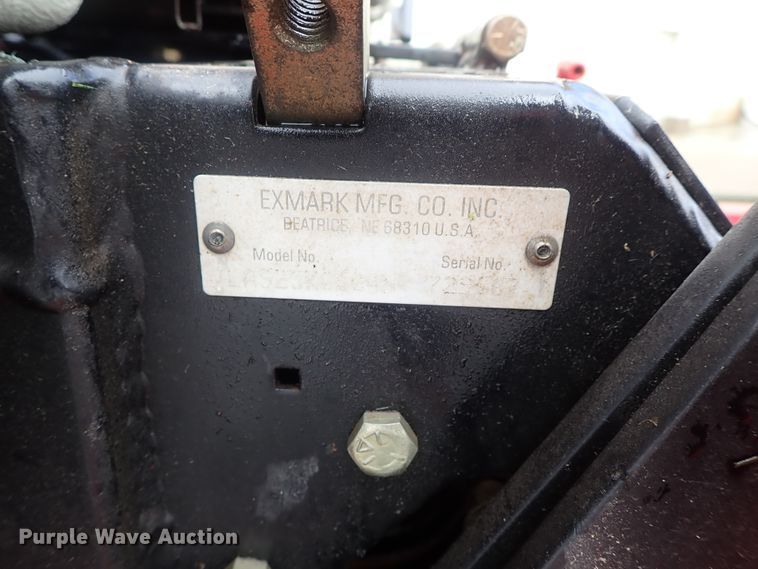 EXMARK MFG. CO. INC.
BEATRICE, NE 68310 U.S.A.
Model No. Serial No.
Purple Wave Auction